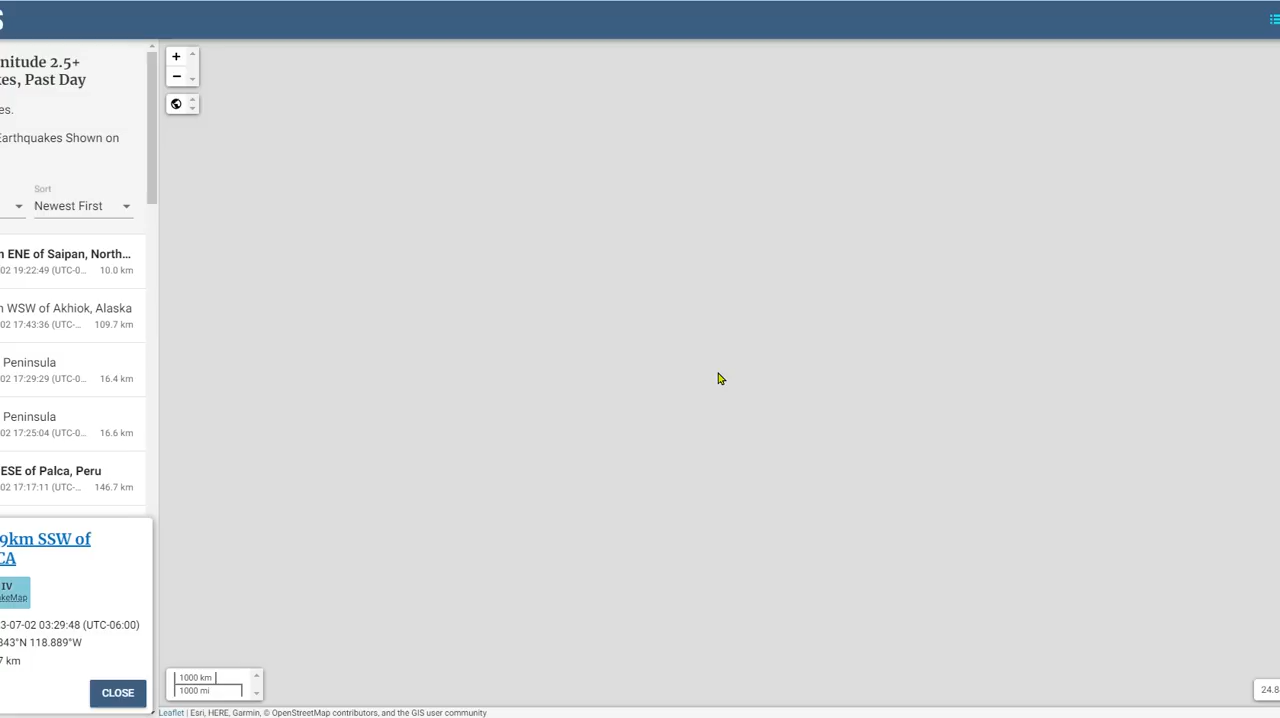 S
nitude 2.5+
es, Past Day
es.
Earthquakes Shown on
Sort
Newest First
n ENE of Saipan, North...
02 19:22:49 (UTC-0... 10.0 km
n WSW of Akhiok, Alaska
02 17:43:36 (UTC-... 109.7 km
Peninsula
02 17:29:29 (UTC-0... 16.4 km
Peninsula
02 17:25:04 (UTC-0... 16.6 km
ESE of Palca, Peru
02 17:17:11 (UTC-... 146.7 km
9km SSW of
CA
IV
akeMap
3-07-02 03:29:48 (UTC-06:00)
343°N 118.889°W
7 km
CLOSE
+
−
1000 km
1000 mi
24.8
Leaflet | Esri, HERE, Garmin, © OpenStreetMap contributors, and the GIS user community